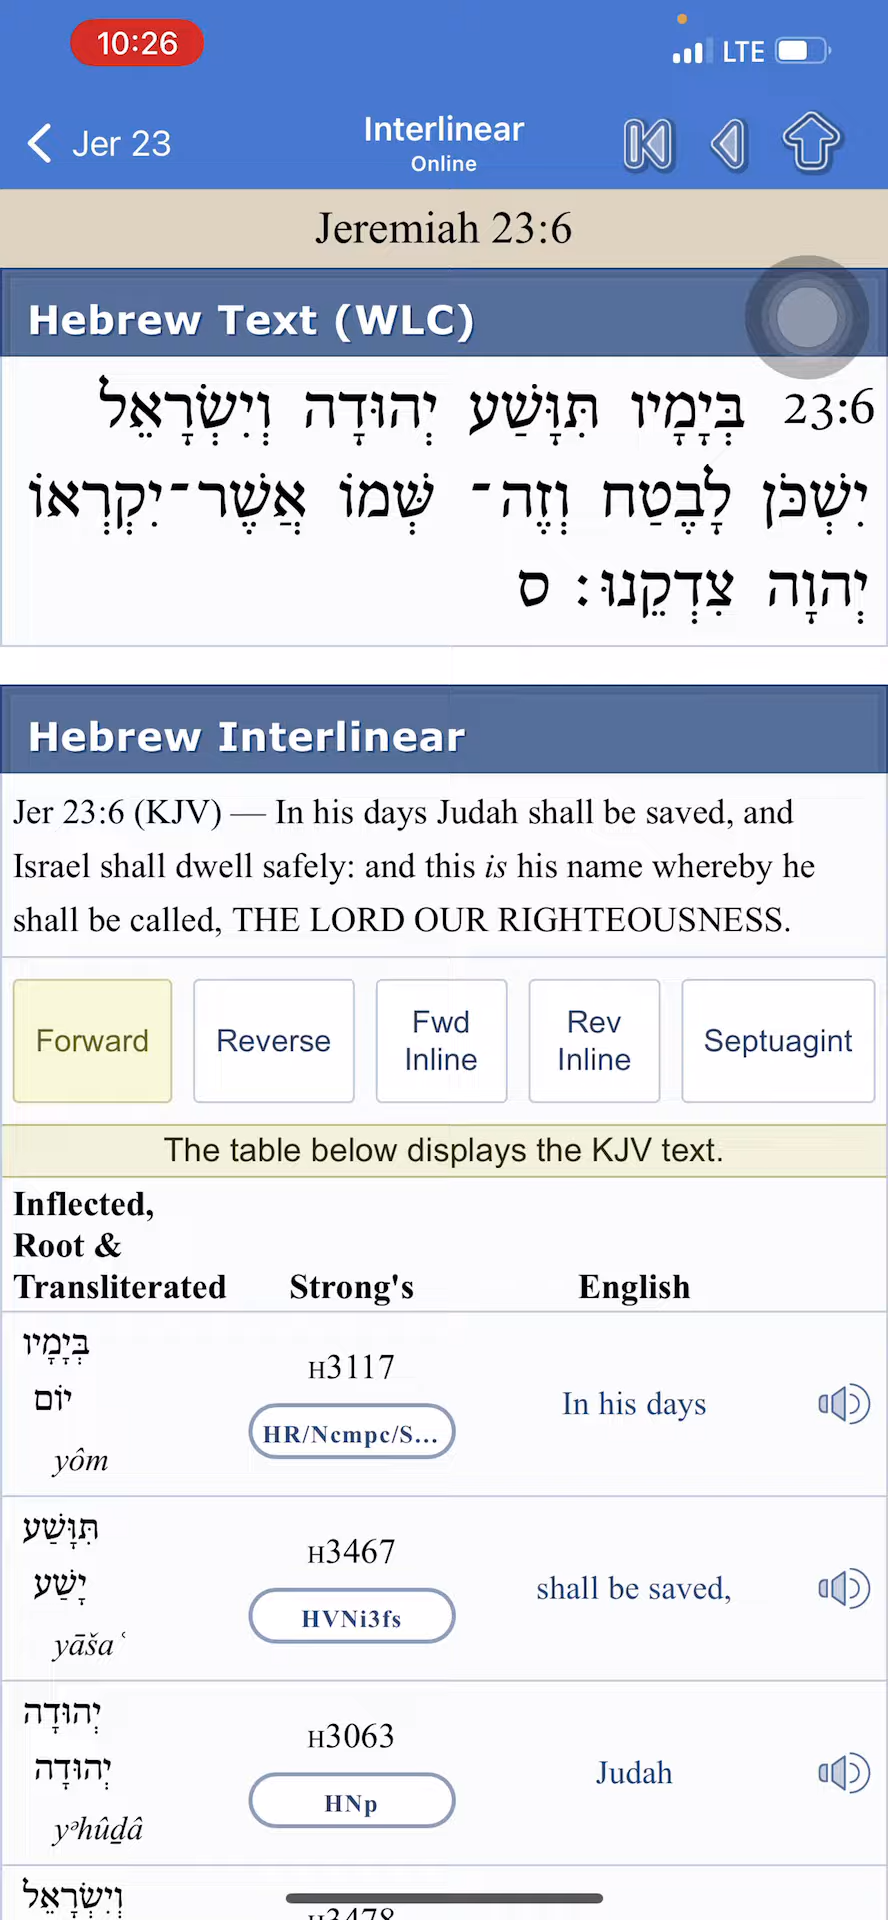 10:26
LTE
Jer 23
Interlinear
Online
Jeremiah 23:6
Hebrew Text (WLC)
23:6 בְּיָמָיו תִּוָּשַׁע יְהוּדָה וְיִשְׂרָאֵל
יִשְׁכֹּן לָבֶטַח וְזֶה־ שְּׁמוֹ אֲשֶׁר־יִקְרְאוֹ
יְהוָה צִדְקֵנוּ׃ ס
Hebrew Interlinear
Jer 23:6 (KJV) — In his days Judah shall be saved, and
Israel shall dwell safely: and this is his name whereby he
shall be called, THE LORD OUR RIGHTEOUSNESS.
Forward
Reverse
Fwd
Inline
Rev
Inline
Septuagint
The table below displays the KJV text.
Inflected,
Root &
Transliterated
Strong's
English
בְּיָמָיו
יוֹם
yôm
H3117
HR/Ncmpc/S...
In his days
תִּוָּשַׁע
יָשַׁע
yāšaʿ
H3467
HVNi3fs
shall be saved,
יְהוּדָה
יְהוּדָה
yᵊhûḏâ
H3063
HNp
Judah
וְיִשְׂרָאֵל
H3478